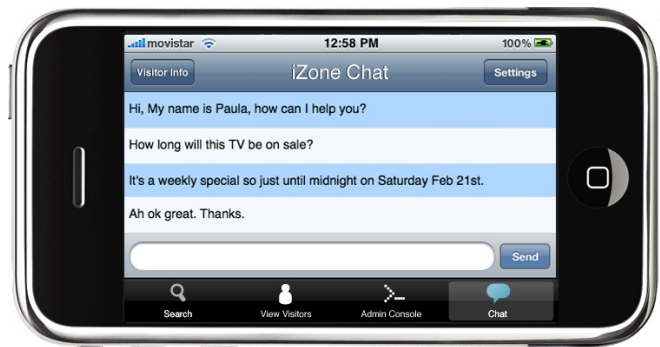 movistar 12:58 PM 100%
Visitor Info iZone Chat Settings
Hi, My name is Paula, how can I help you?
How long will this TV be on sale?
It's a weekly special so just until midnight on Saturday Feb 21st.
Ah ok great. Thanks.
Send
Search View Visitors Admin Console Chat